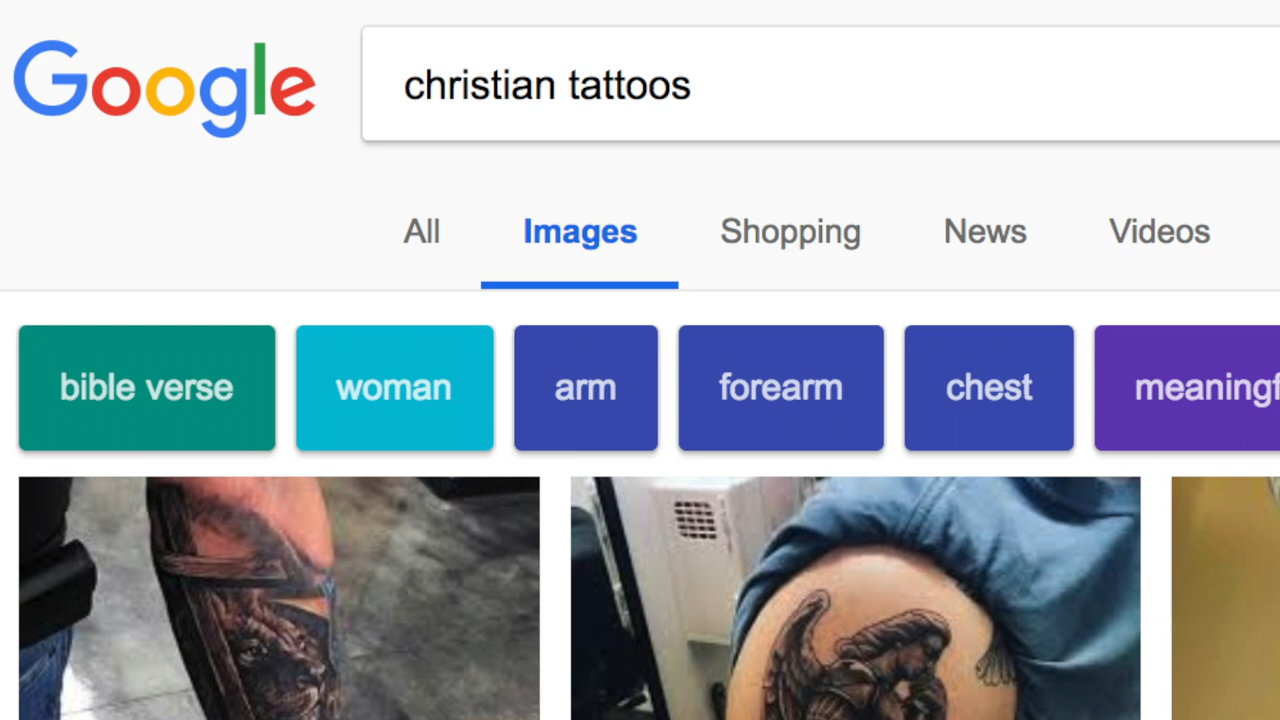 Google
christian tattoos
All Images Shopping News Videos
bible verse woman arm forearm chest